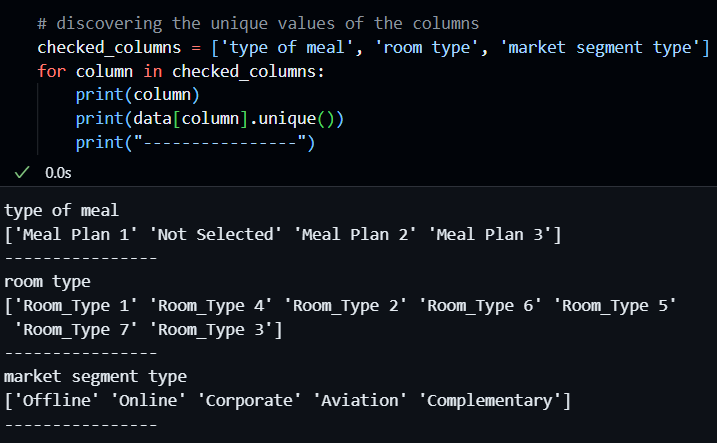 # discovering the unique values of the columns
checked_columns = ['type of meal', 'room type', 'market segment type']
for column in checked_columns:
    print(column)
    print(data[column].unique())
    print("----------------")
0.0s
type of meal
['Meal Plan 1' 'Not Selected' 'Meal Plan 2' 'Meal Plan 3']
----------------
room type
['Room_Type 1' 'Room_Type 4' 'Room_Type 2' 'Room_Type 6' 'Room_Type 5'
 'Room_Type 7' 'Room_Type 3']
----------------
market segment type
['Offline' 'Online' 'Corporate' 'Aviation' 'Complementary']
----------------